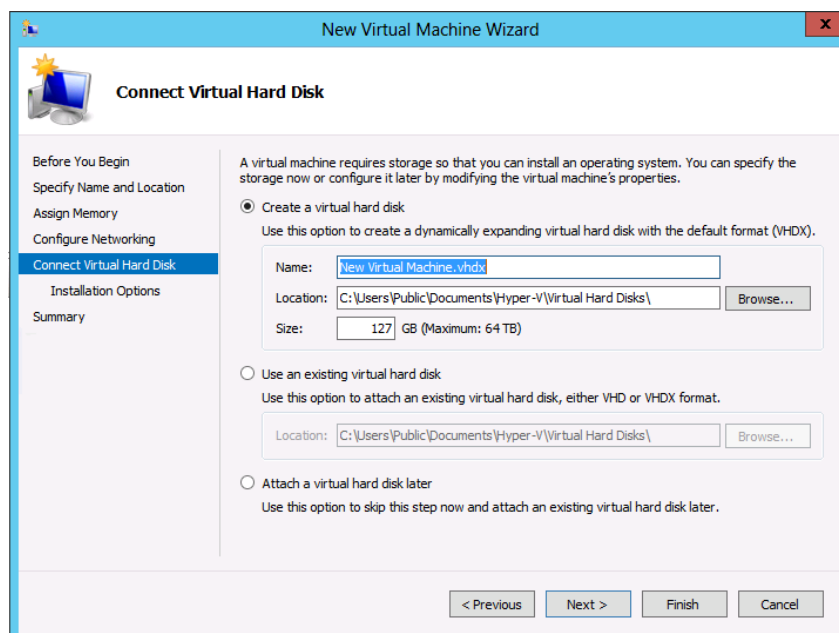 New Virtual Machine Wizard
x
Connect Virtual Hard Disk
Before You Begin
Specify Name and Location
Assign Memory
Configure Networking
Connect Virtual Hard Disk
Installation Options
Summary
A virtual machine requires storage so that you can install an operating system. You can specify the
storage now or configure it later by modifying the virtual machine's properties.
Create a virtual hard disk
Use this option to create a dynamically expanding virtual hard disk with the default format (VHDX).
Name: New Virtual Machine.vhdx
Location: C:\Users\Public\Documents\Hyper-V\Virtual Hard Disks\ Browse...
Size: 127 GB (Maximum: 64 TB)
Use an existing virtual hard disk
Use this option to attach an existing virtual hard disk, either VHD or VHDX format.
Location: C:\Users\Public\Documents\Hyper-V\Virtual Hard Disks\ Browse...
Attach a virtual hard disk later
Use this option to skip this step now and attach an existing virtual hard disk later.
< Previous Next > Finish Cancel